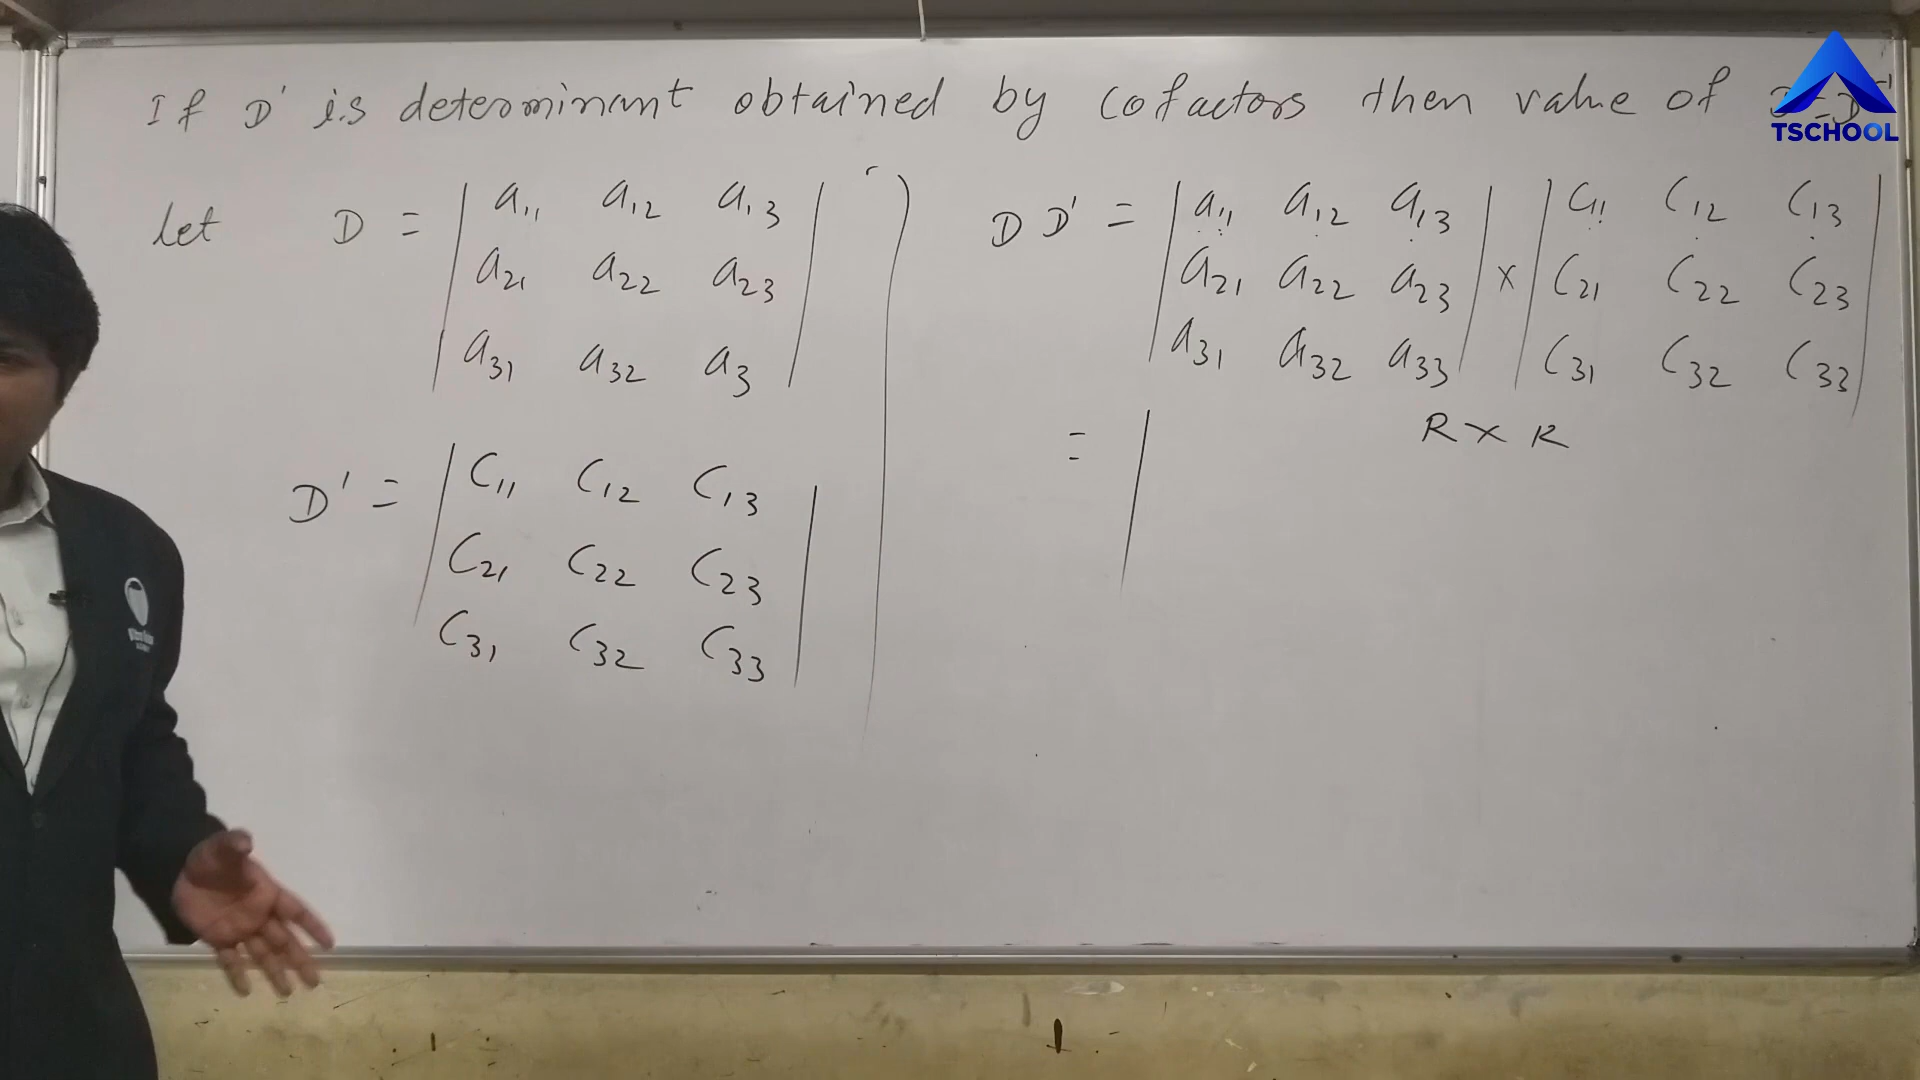 If D' is determinant obtained by cofactors then value of
TSCHOOL
Let D = | a₁₁ a₁₂ a₁₃ |
| a₂₁ a₂₂ a₂₃ |
| a₃₁ a₃₂ a₃ |
D' = | C₁₁ C₁₂ C₁₃ |
| C₂₁ C₂₂ C₂₃ |
| C₃₁ C₃₂ C₃₃ |
D D' = | a₁₁ a₁₂ a₁₃ | × | C₁₁ C₁₂ C₁₃ |
| a₂₁ a₂₂ a₂₃ | | C₂₁ C₂₂ C₂₃ |
| a₃₁ a₃₂ a₃₃ | | C₃₁ C₃₂ C₃₃ |
= | R × R